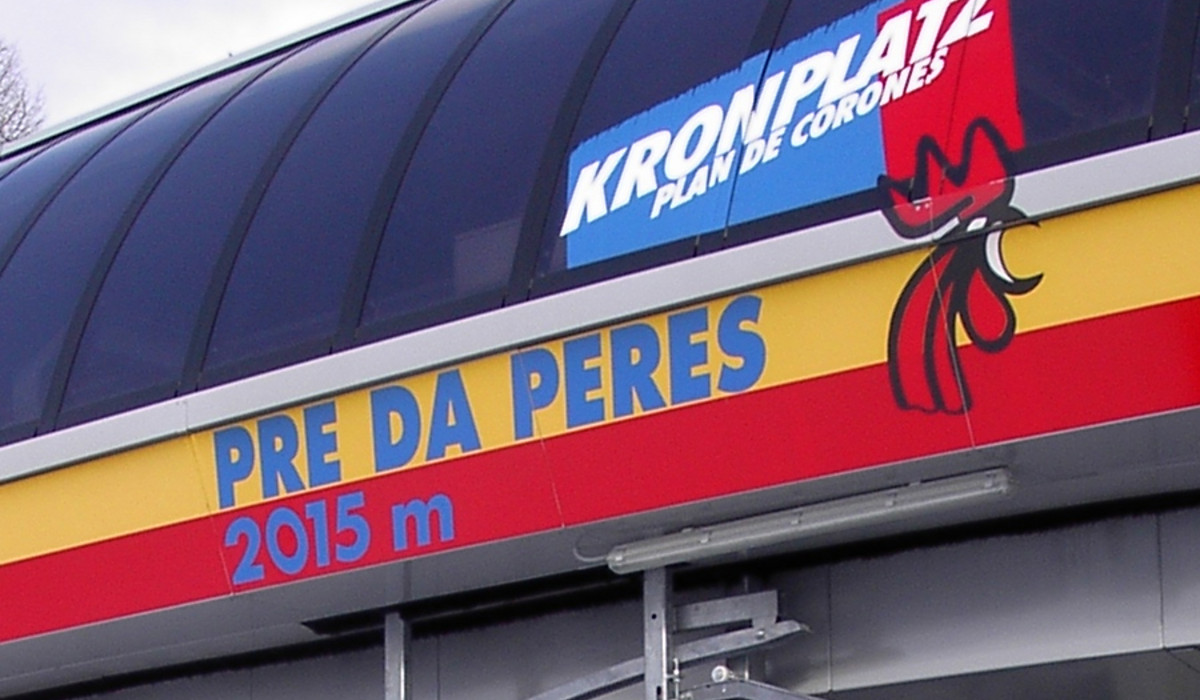 KRONPLATZ
PLAN DE CORONES
PRE DA PERES
2015 m